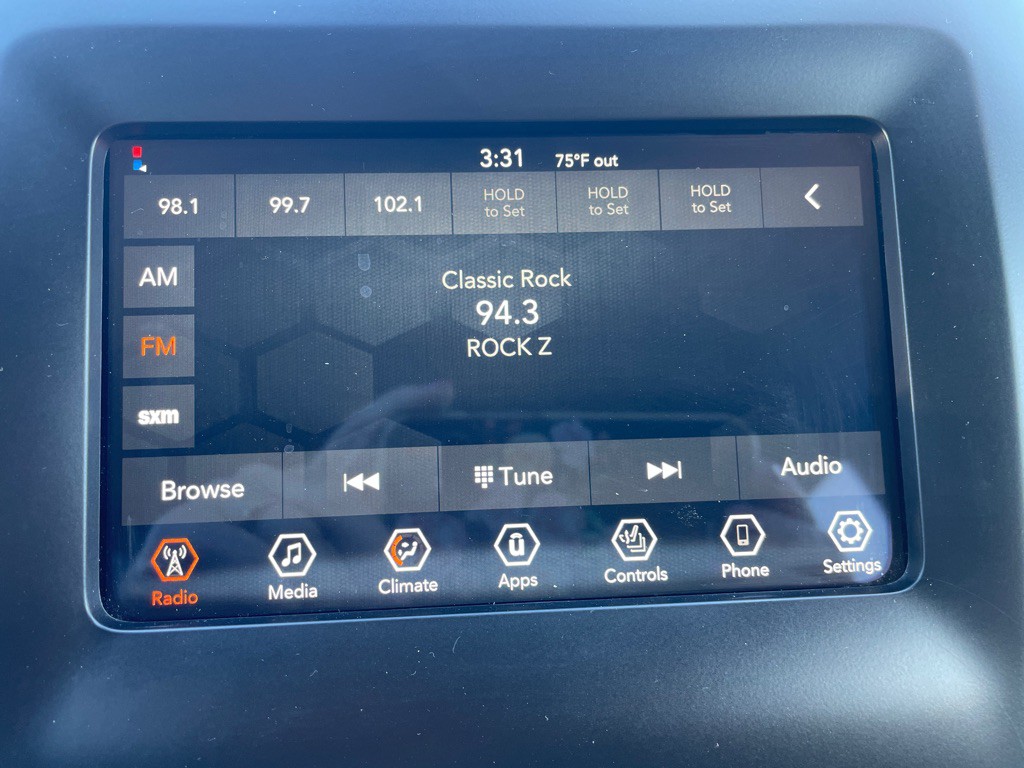 3:31 75°F out
98.1 99.7 102.1 HOLD to Set HOLD to Set HOLD to Set
AM
Classic Rock
94.3
FM
ROCK Z
sxm
Browse Tune Audio
Radio Media Climate Apps Controls Phone Settings